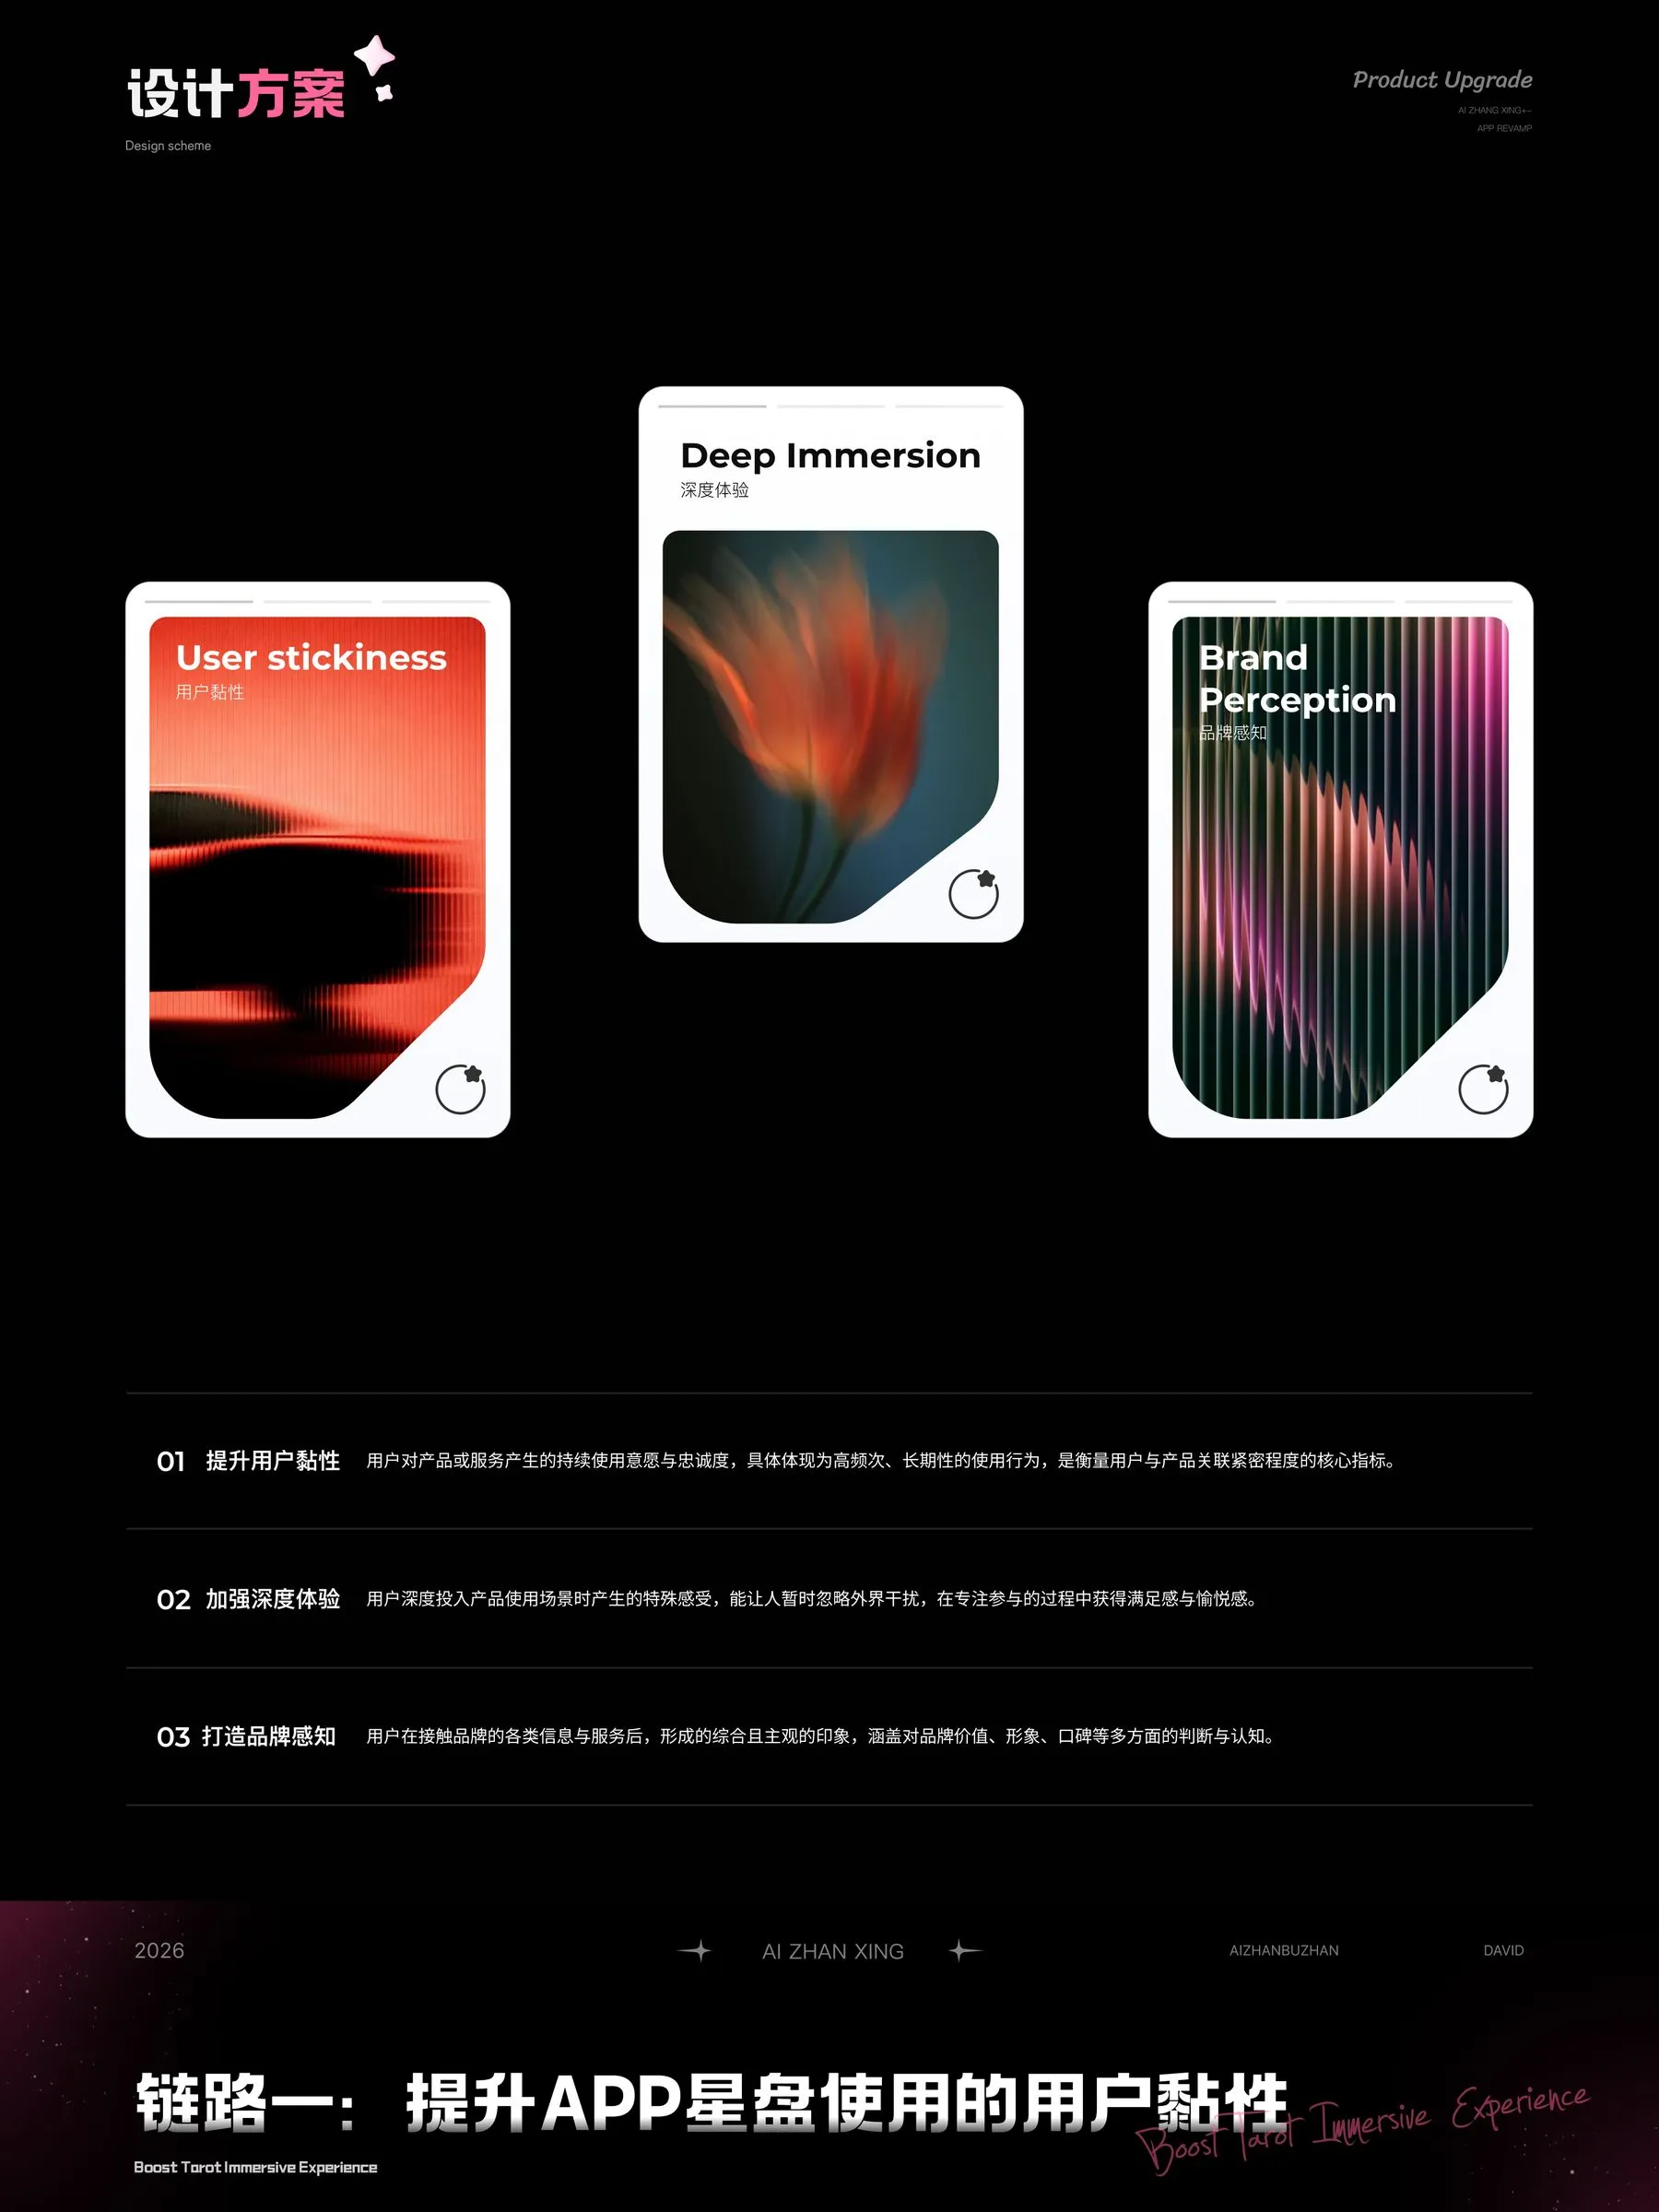 设计方案
Design scheme
Product Upgrade
AI ZHANG XING+-
APP REVAMP
Deep Immersion
深度体验
User stickiness
用户黏性
Brand
Perception
品牌感知
01 提升用户黏性 用户对产品或服务产生的持续使用意愿与忠诚度，具体体现为高频次、长期性的使用行为，是衡量用户与产品关联紧密程度的核心指标。
02 加强深度体验 用户深度投入产品使用场景时产生的特殊感受，能让人暂时忽略外界干扰，在专注参与的过程中获得满足感与愉悦感。
03 打造品牌感知 用户在接触品牌的各类信息与服务后，形成的综合且主观的印象，涵盖对品牌价值、形象、口碑等多方面的判断与认知。
2026
AI ZHAN XING
AIZHANBUZHAN
DAVID
链路一： 提升APP星盘使用的用户黏性
Boost Tarot Immersive Experience
Boost Tarot Immersive Experience